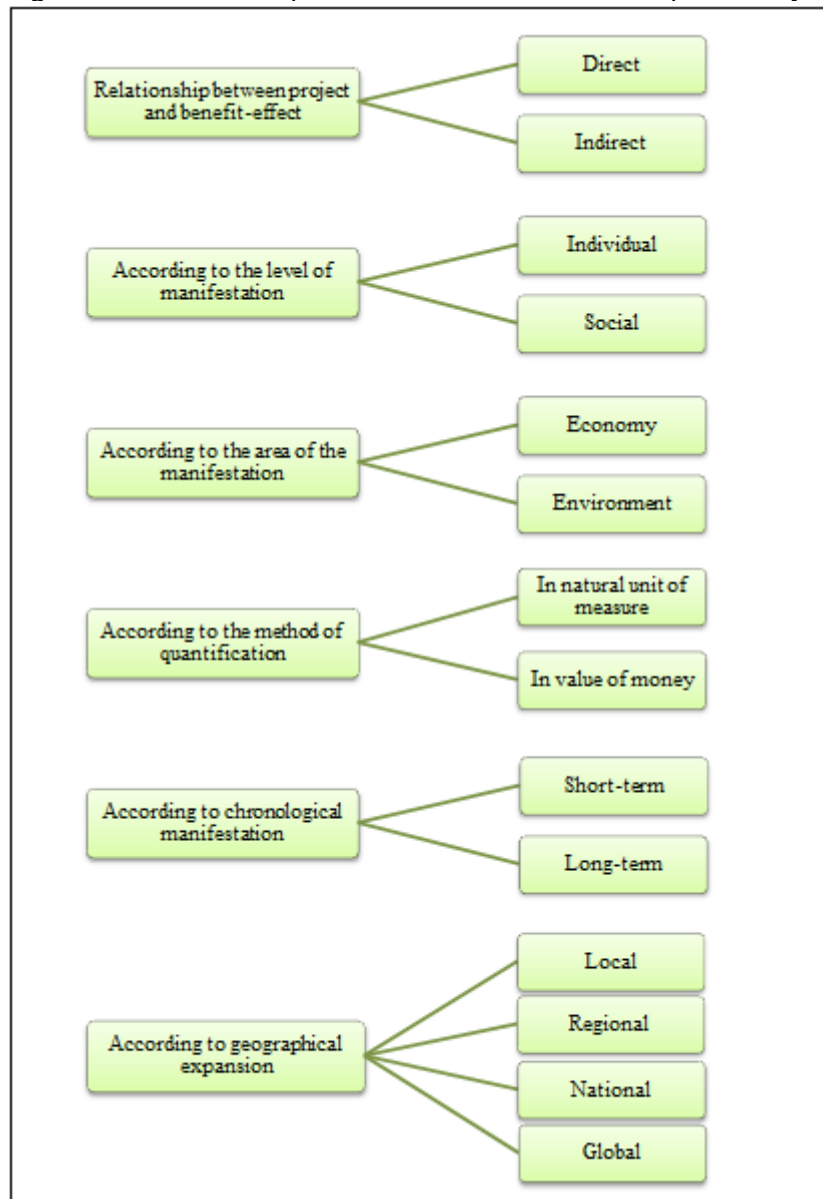 Relationship between project
and benefit-effect
Direct
Indirect
According to the level of
manifestation
Individual
Social
According to the area of the
manifestation
Economy
Environment
According to the method of
quantification
In natural unit of
measure
In value of money
According to chronological
manifestation
Short-term
Long-term
According to geographical
expansion
Local
Regional
National
Global